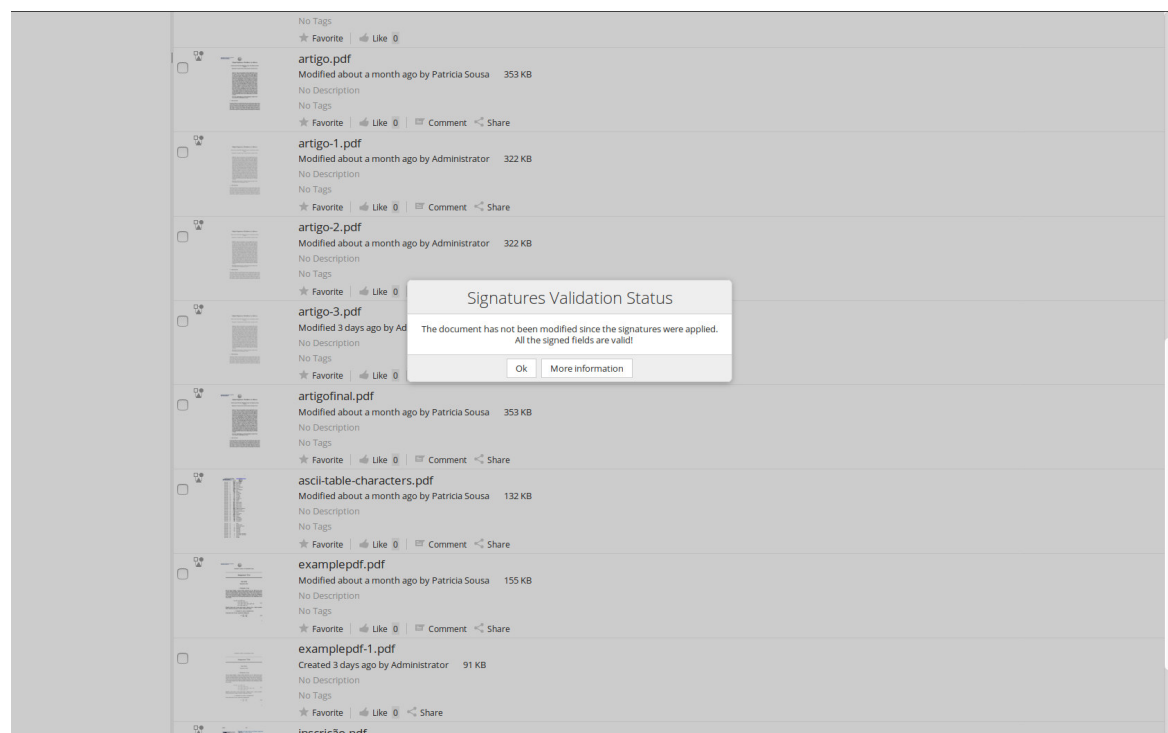 No Tags
Favorite Like 0
artigo.pdf
Modified about a month ago by Patricia Sousa 353 KB
No Description
No Tags
Favorite Like 0 Comment Share
artigo-1.pdf
Modified about a month ago by Administrator 322 KB
No Description
No Tags
Favorite Like 0 Comment Share
artigo-2.pdf
Modified about a month ago by Administrator 322 KB
No Description
No Tags
Favorite Like 0
Signatures Validation Status
The document has not been modified since the signatures were applied.
All the signed fields are valid!
Ok More information
artigo-3.pdf
Modified 3 days ago by Ad
No Description
No Tags
Favorite Like 0
artigofinal.pdf
Modified about a month ago by Patricia Sousa 353 KB
No Description
No Tags
Favorite Like 0 Comment Share
ascii-table-characters.pdf
Modified about a month ago by Patricia Sousa 132 KB
No Description
No Tags
Favorite Like 0 Comment Share
examplepdf.pdf
Modified about a month ago by Patricia Sousa 155 KB
No Description
No Tags
Favorite Like 0 Comment Share
examplepdf-1.pdf
Created 3 days ago by Administrator 91 KB
No Description
No Tags
Favorite Like 0 Share
inscrição.pdf